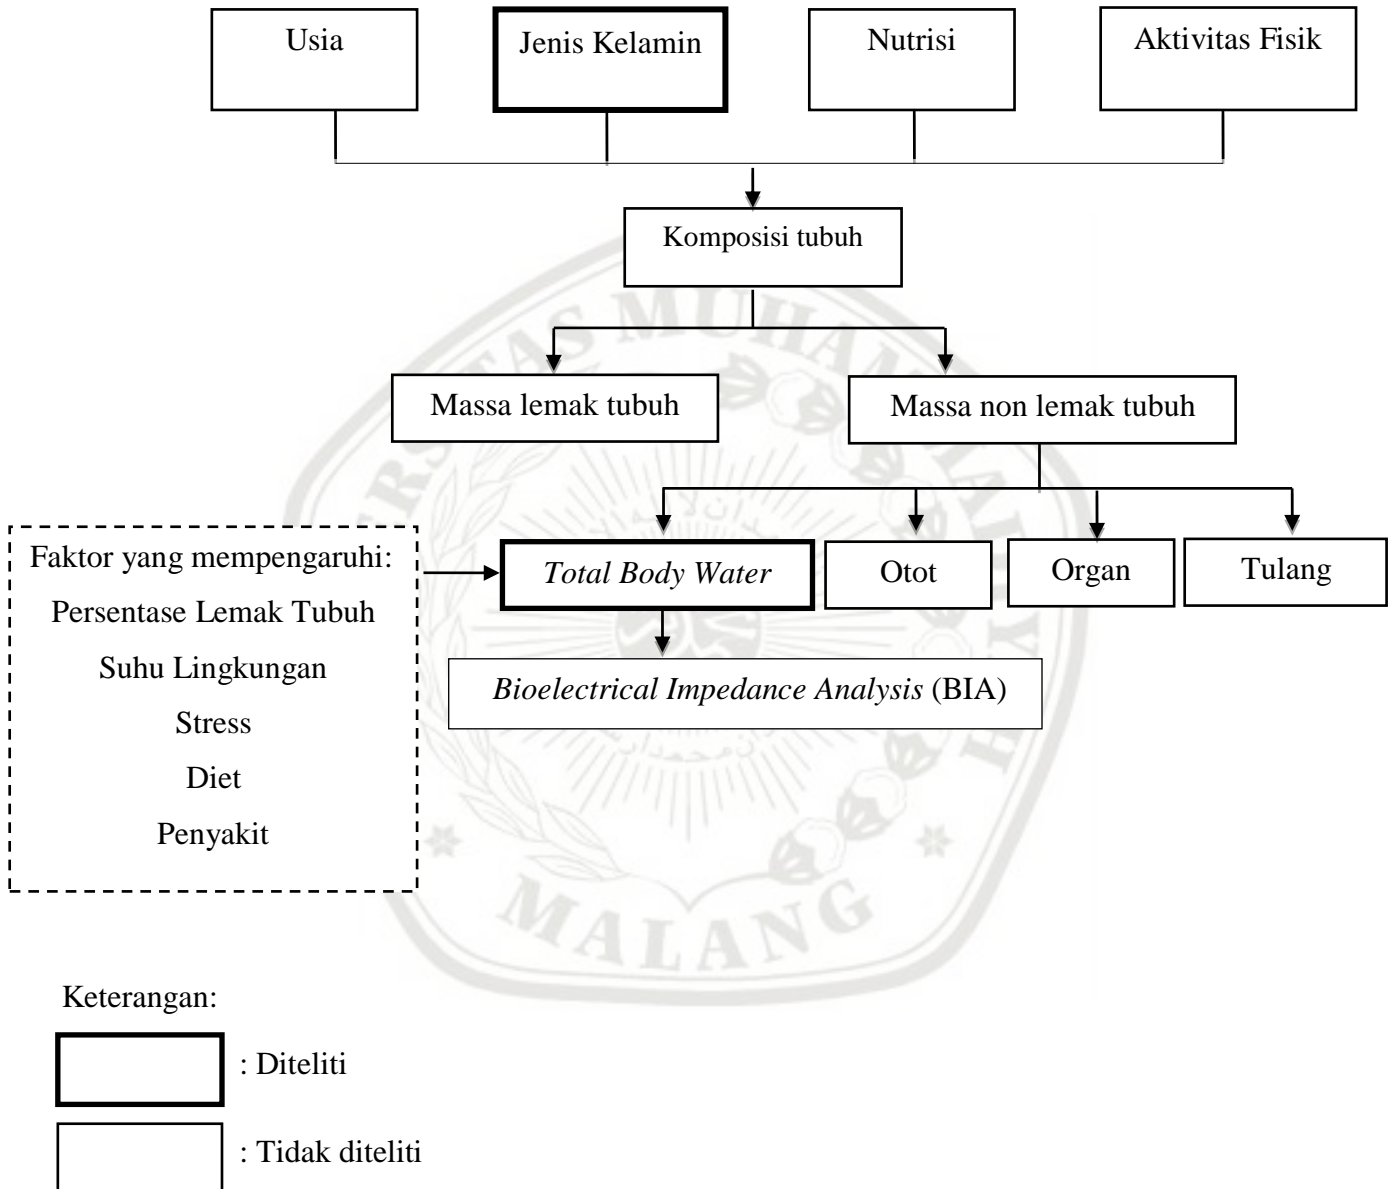 Usia
Jenis Kelamin
Nutrisi
Aktivitas Fisik
Komposisi tubuh
Massa lemak tubuh
Massa non lemak tubuh
Faktor yang mempengaruhi:
Persentase Lemak Tubuh
Suhu Lingkungan
Stress
Diet
Penyakit
Total Body Water
Otot
Organ
Tulang
Bioelectrical Impedance Analysis (BIA)
MALANG
Keterangan:
: Diteliti
: Tidak diteliti